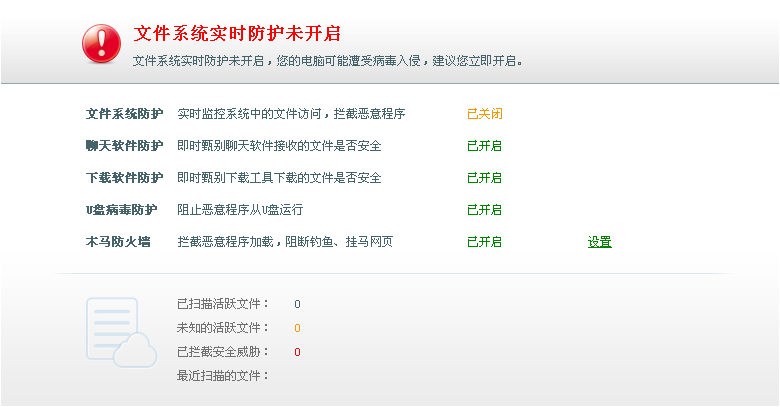 文件系统实时防护未开启
文件系统实时防护未开启，您的电脑可能遭受病毒入侵，建议您立即开启。
文件系统防护 实时监控系统中的文件访问，拦截恶意程序 已关闭
聊天软件防护 即时甄别聊天软件接收的文件是否安全 已开启
下载软件防护 即时甄别下载工具下载的文件是否安全 已开启
U盘病毒防护 阻止恶意程序从U盘运行 已开启
木马防火墙 拦截恶意程序加载，阻断钓鱼、挂马网页 已开启 设置
已扫描活跃文件： 0
未知的活跃文件： 0
已拦截安全威胁： 0
最近扫描的文件：